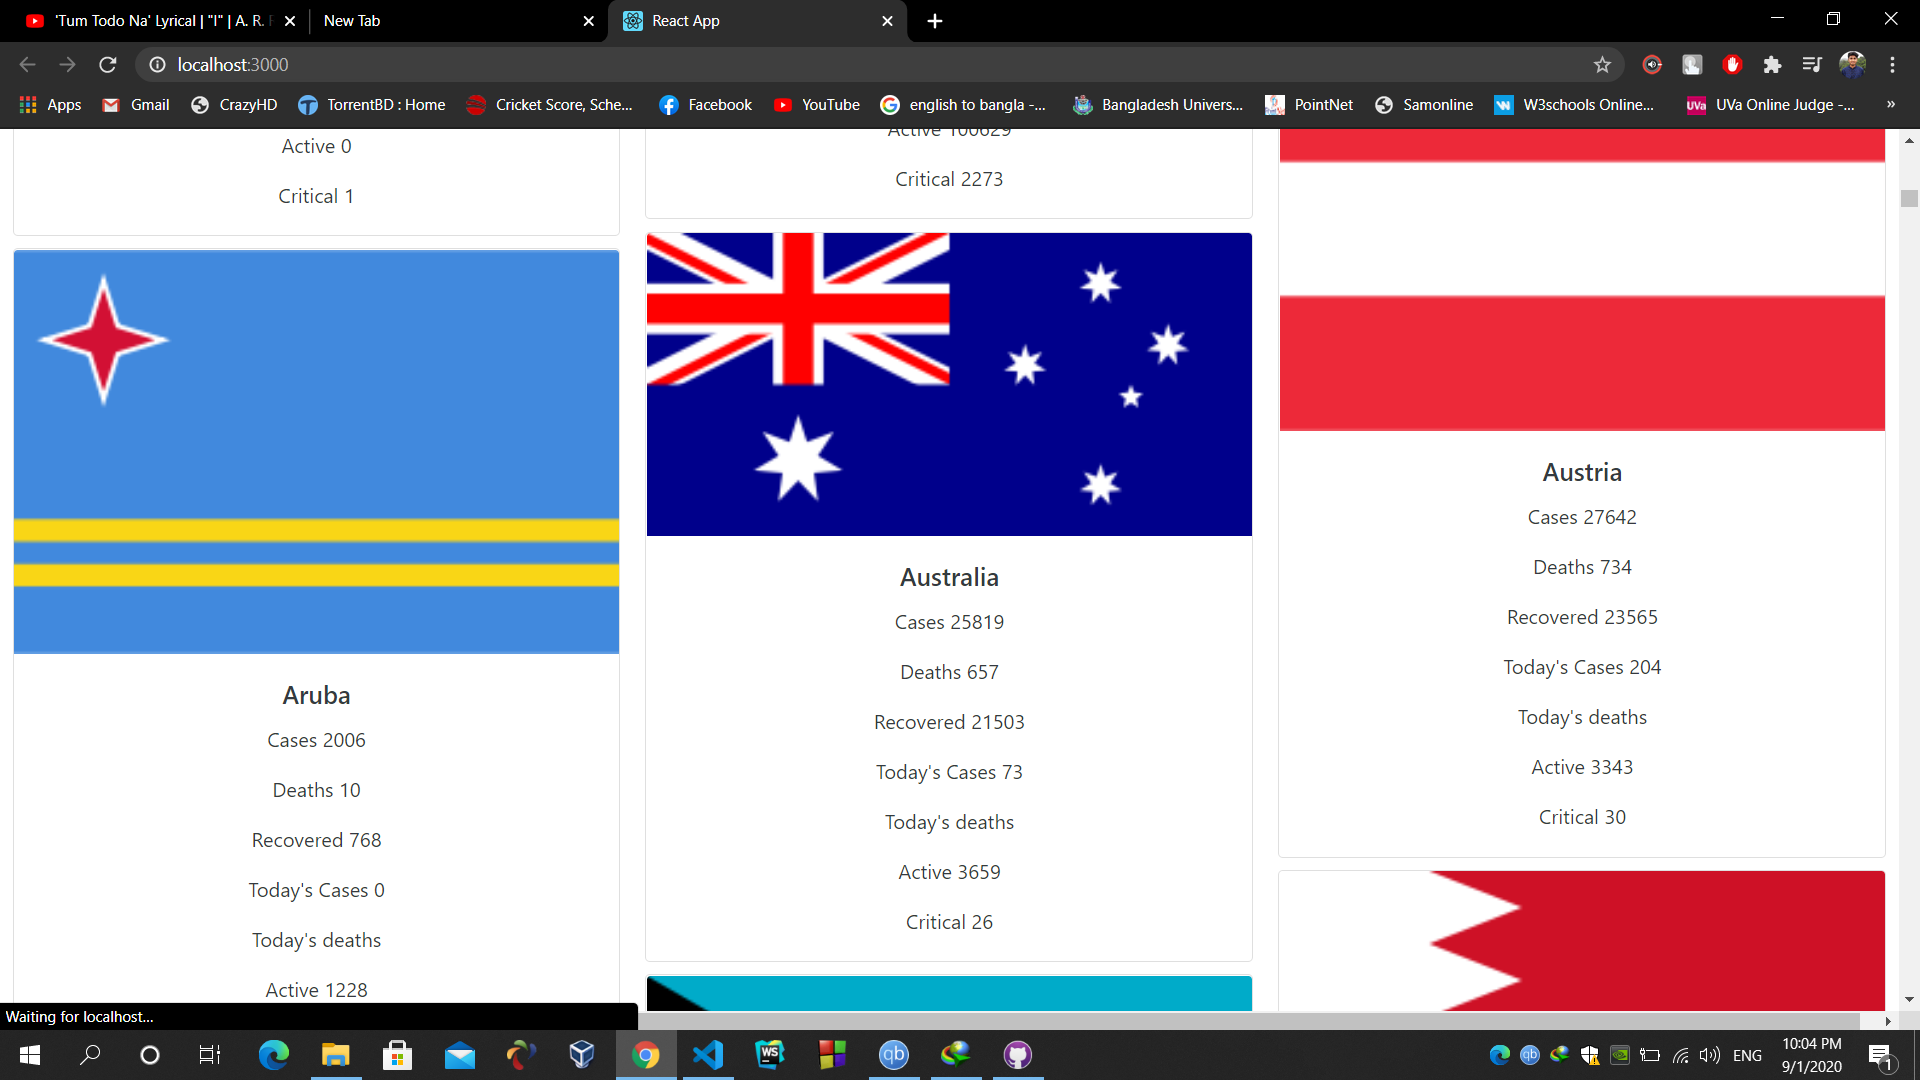 'Tum Todo Na' Lyrical | "I" | A. R.
New Tab
React App
localhost:3000
Apps
Gmail
CrazyHD
TorrentBD : Home
Cricket Score, Sche...
Facebook
YouTube
english to bangla -...
Bangladesh Univers...
PointNet
Samonline
W3schools Online...
UVa
UVa Online Judge -...
»
Active 0
Critical 1
Aruba
Cases 2006
Deaths 10
Recovered 768
Today's Cases 0
Today's deaths
Active 1228
Active 100629
Critical 2273
Australia
Cases 25819
Deaths 657
Recovered 21503
Today's Cases 73
Today's deaths
Active 3659
Critical 26
Austria
Cases 27642
Deaths 734
Recovered 23565
Today's Cases 204
Today's deaths
Active 3343
Critical 30
Waiting for localhost...
WS
qb
ENG
10:04 PM
9/1/2020
1